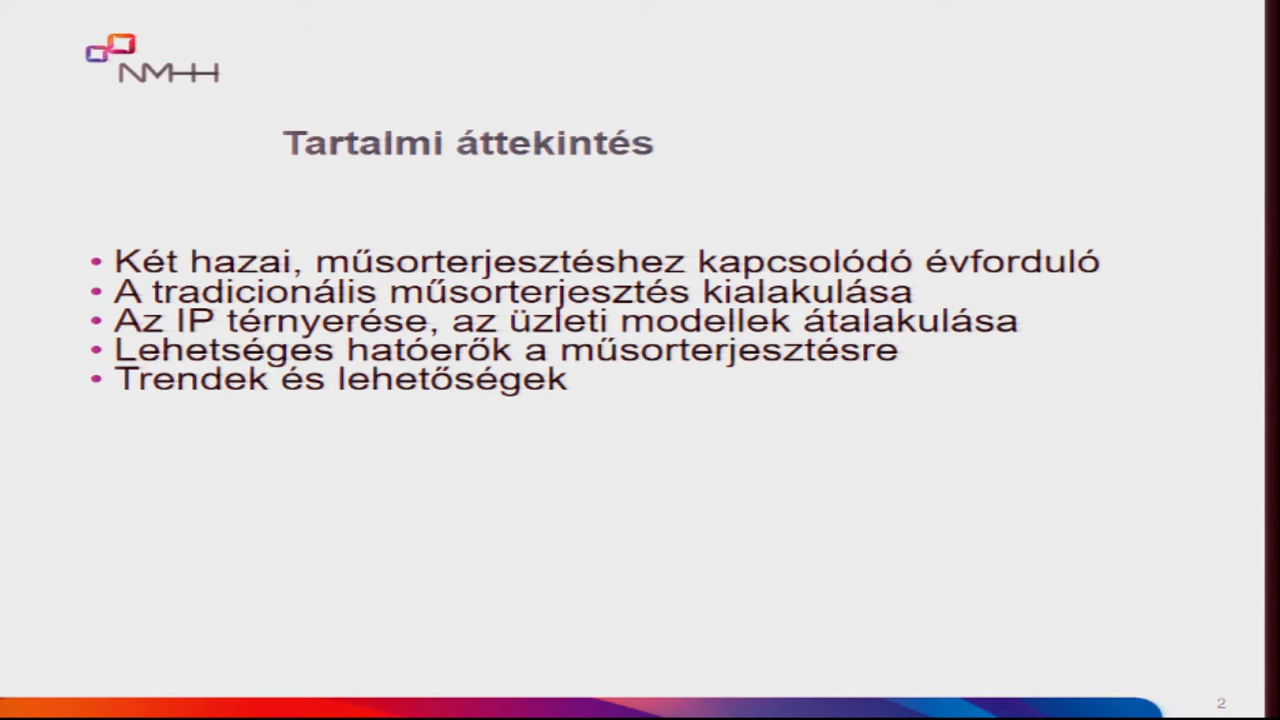 NMHH
Tartalmi áttekintés
• Két hazai, műsorterjesztéshez kapcsolódó évforduló
• A tradicionális műsorterjesztés kialakulása
• Az IP térnyerése, az üzleti modellek átalakulása
• Lehetséges hatóerők a műsorterjesztésre
• Trendek és lehetőségek
2